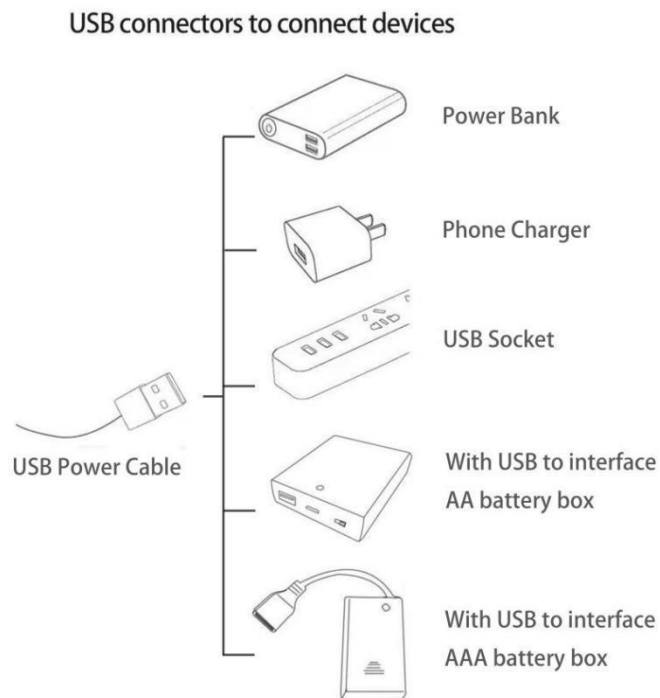 USB connectors to connect devices
Power Bank
Phone Charger
USB Socket
USB Power Cable
With USB to interface
AA battery box
With USB to interface
AAA battery box